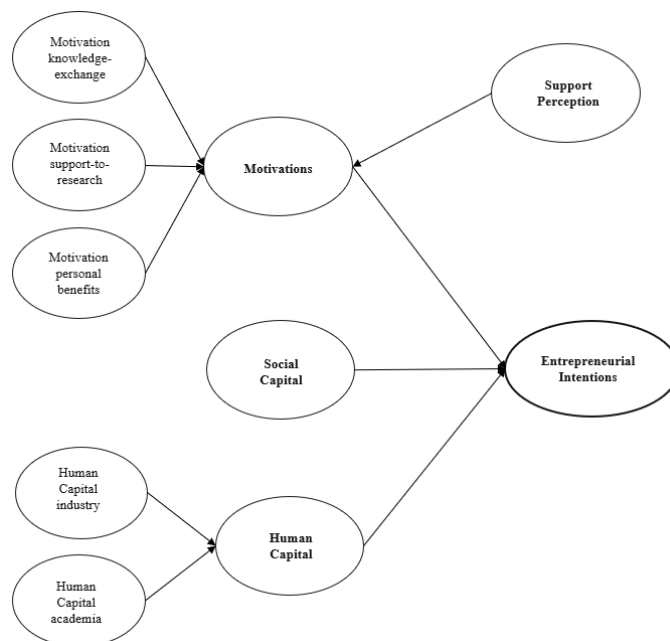 Motivation
knowledge-
exchange
Support
Perception
Motivation
support-to-
research
Motivations
Motivation
personal
benefits
Social
Capital
Entrepreneurial
Intentions
Human
Capital
industry
Human
Capital
Human
Capital
academia